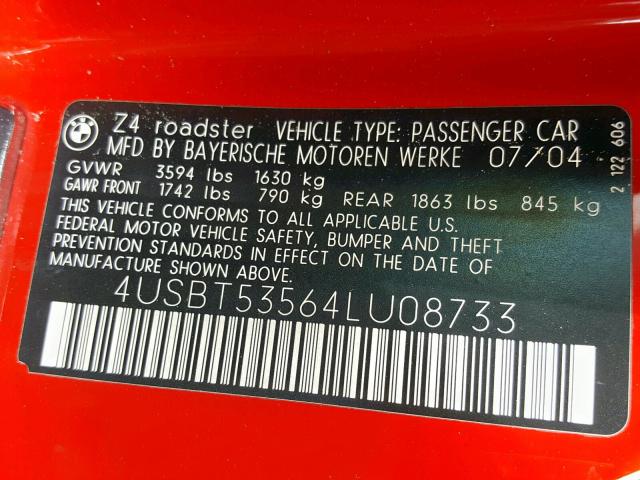 BMW Z4 roadster VEHICLE TYPE: PASSENGER CAR
MFD BY BAYERISCHE MOTOREN WERKE 07/04
GVWR 3594 lbs 1630 kg
GAWR FRONT 1742 lbs 790 kg REAR 1863 lbs 845 kg
THIS VEHICLE CONFORMS TO ALL APPLICABLE U.S.
FEDERAL MOTOR VEHICLE SAFETY, BUMPER AND THEFT
PREVENTION STANDARDS IN EFFECT ON THE DATE OF
MANUFACTURE SHOWN ABOVE.
4USBT53564LU08733
2 122 606